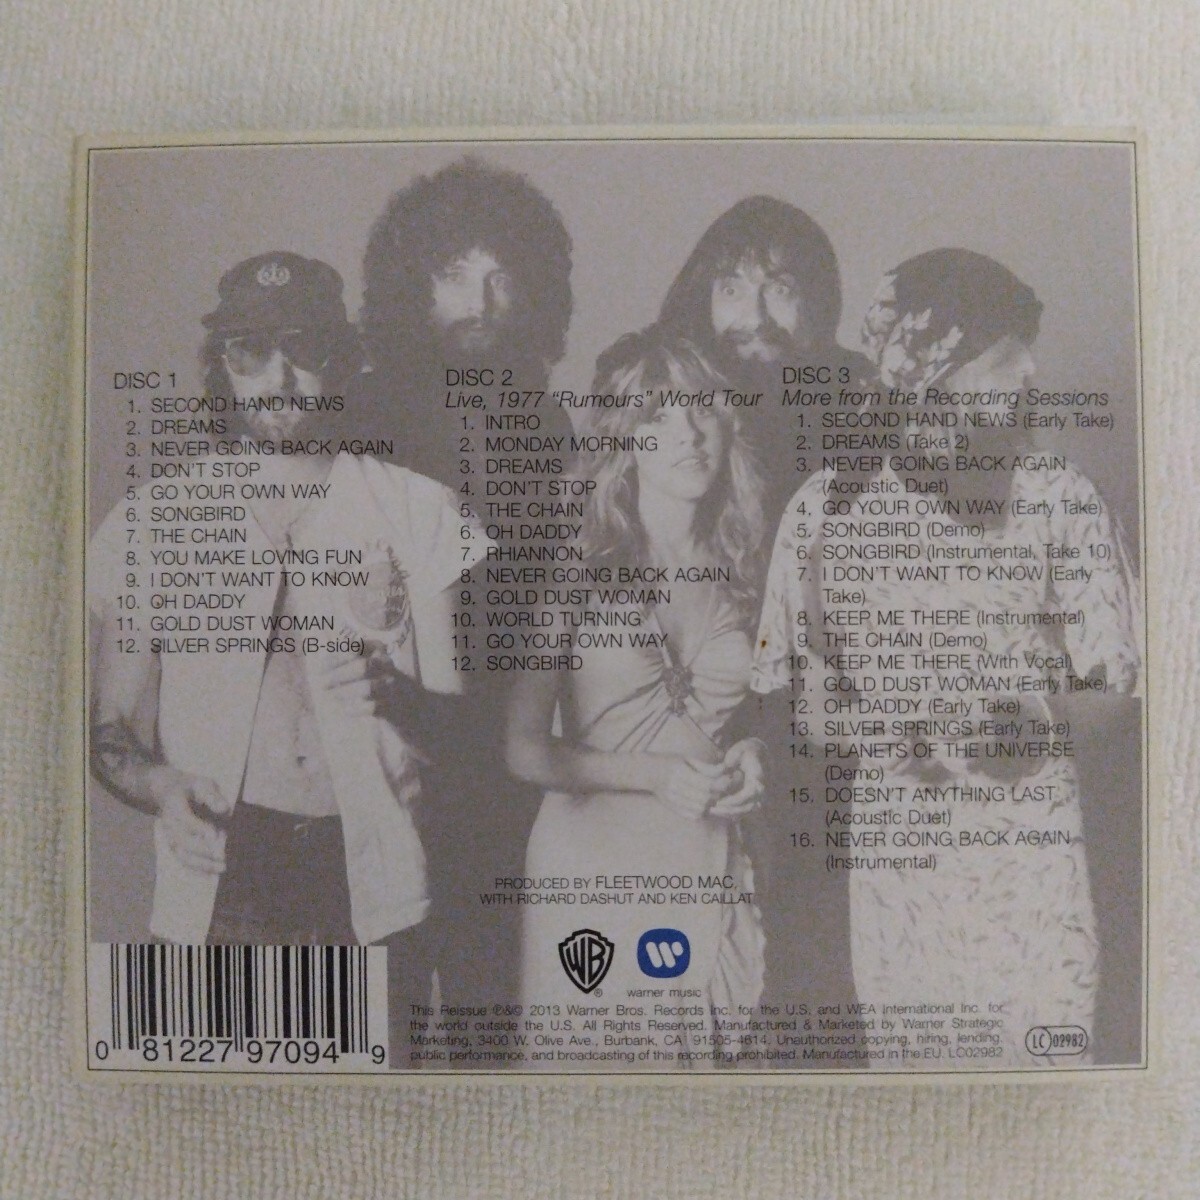 DISC 1
1. SECOND HAND NEWS
2. DREAMS
3. NEVER GOING BACK AGAIN
4. DON'T STOP
5. GO YOUR OWN WAY
6. SONGBIRD
7. THE CHAIN
8. YOU MAKE LOVING FUN
9. I DON'T WANT TO KNOW
10. OH DADDY
11. GOLD DUST WOMAN
12. SILVER SPRINGS (B-side)
DISC 2
Live, 1977 "Rumours" World Tour
1. INTRO
2. MONDAY MORNING
3. DREAMS
4. DON'T STOP
5. THE CHAIN
6. OH DADDY
7. RHIANNON
8. NEVER GOING BACK AGAIN
9. GOLD DUST WOMAN
10. WORLD TURNING
11. GO YOUR OWN WAY
12. SONGBIRD
DISC 3
More from the Recording Sessions
1. SECOND HAND NEWS (Early Take)
2. DREAMS (Take 2)
3. NEVER GOING BACK AGAIN
(Acoustic Duet)
4. GO YOUR OWN WAY (Early Take)
5. SONGBIRD (Demo)
6. SONGBIRD (Instrumental, Take 10)
7. I DON'T WANT TO KNOW (Early
Take)
8. KEEP ME THERE (Instrumental)
9. THE CHAIN (Demo)
10. KEEP ME THERE (With Vocal)
11. GOLD DUST WOMAN (Early Take)
12. OH DADDY (Early Take)
13. SILVER SPRINGS (Early Take)
14. PLANETS OF THE UNIVERSE
(Demo)
15. DOESN'T ANYTHING LAST
(Acoustic Duet)
16. NEVER GOING BACK AGAIN
(Instrumental)
PRODUCED BY FLEETWOOD MAC,
WITH RICHARD DASHUT AND KEN CAILLAT
WB ®
warner music
This Reissue ℗&© 2013 Warner Bros. Records Inc. for the U.S. and WEA International Inc. for
the world outside the U.S. All Rights Reserved. Manufactured & Marketed by Warner Strategic
Marketing, 3400 W. Olive Ave., Burbank, CA 91505-4614. Unauthorized copying, hiring, lending,
public performance, and broadcasting of this recording prohibited. Manufactured in the EU. LC02982
LC 02982
0 81227 97094 9